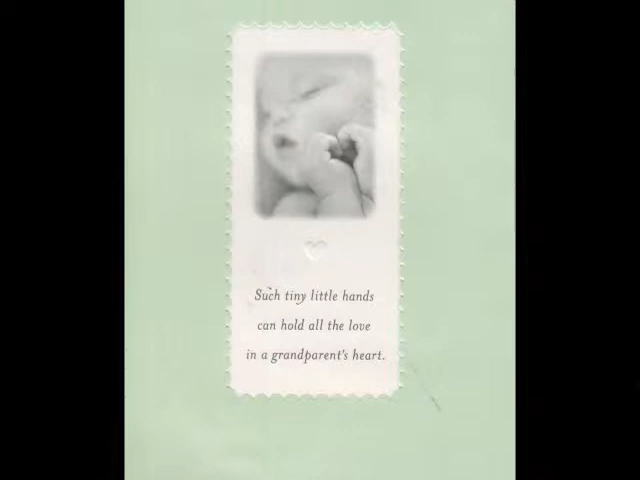 Such tiny little hands
can hold all the love
in a grandparent's heart.